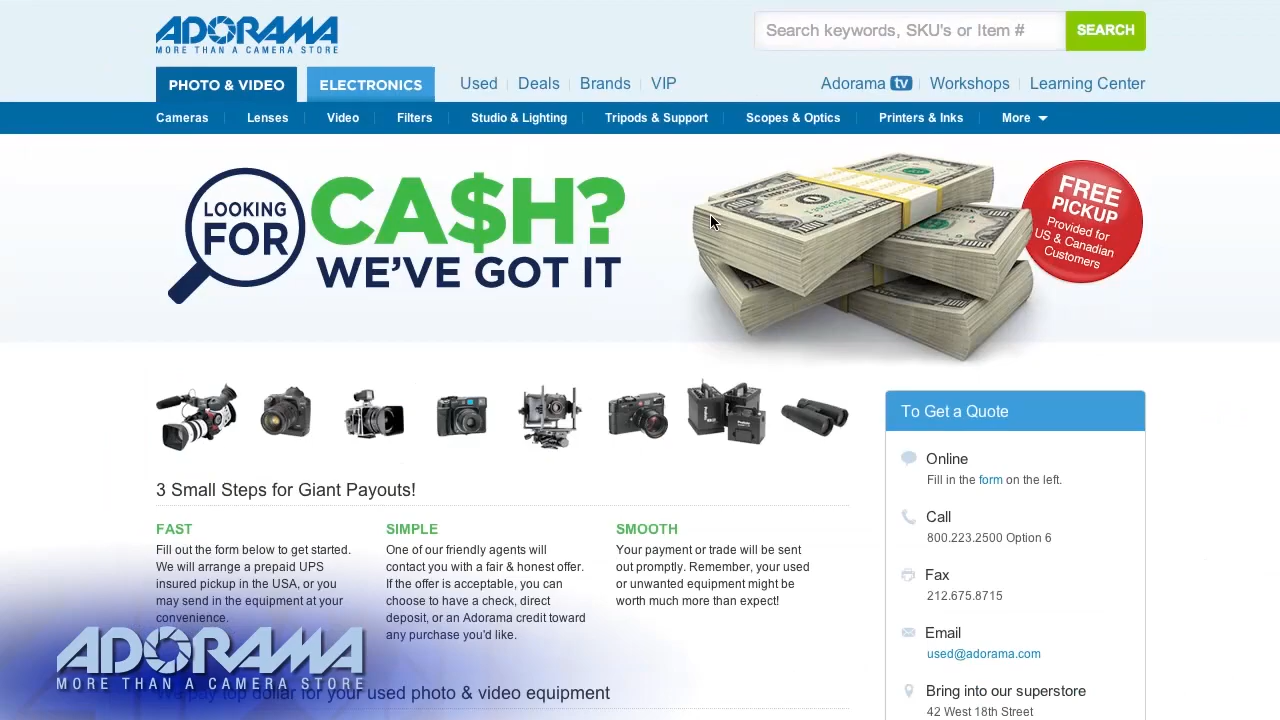 ADORAMA
MORE THAN A CAMERA STORE
Search keywords, SKU's or Item #
SEARCH
PHOTO & VIDEO
ELECTRONICS
Used
Deals
Brands
VIP
Adorama tv
Workshops
Learning Center
Cameras
Lenses
Video
Filters
Studio & Lighting
Tripods & Support
Scopes & Optics
Printers & Inks
More
LOOKING
FOR
CA$H?
WE'VE GOT IT
FREE
PICKUP
Provided for
US & Canadian
Customers
3 Small Steps for Giant Payouts!
FAST
Fill out the form below to get started.
We will arrange a prepaid UPS
insured pickup in the USA, or you
may send in the equipment at your
convenience.
SIMPLE
One of our friendly agents will
contact you with a fair & honest offer.
If the offer is acceptable, you can
choose to have a check, direct
deposit, or an Adorama credit toward
any purchase you'd like.
SMOOTH
Your payment or trade will be sent
out promptly. Remember, your used
or unwanted equipment might be
worth much more than expect!
To Get a Quote
Online
Fill in the form on the left.
Call
800.223.2500 Option 6
Fax
212.675.8715
Email
used@adorama.com
Bring into our superstore
42 West 18th Street
ADORAMA
MORE THAN A CAMERA STORE
We pay top dollar for your used photo & video equipment